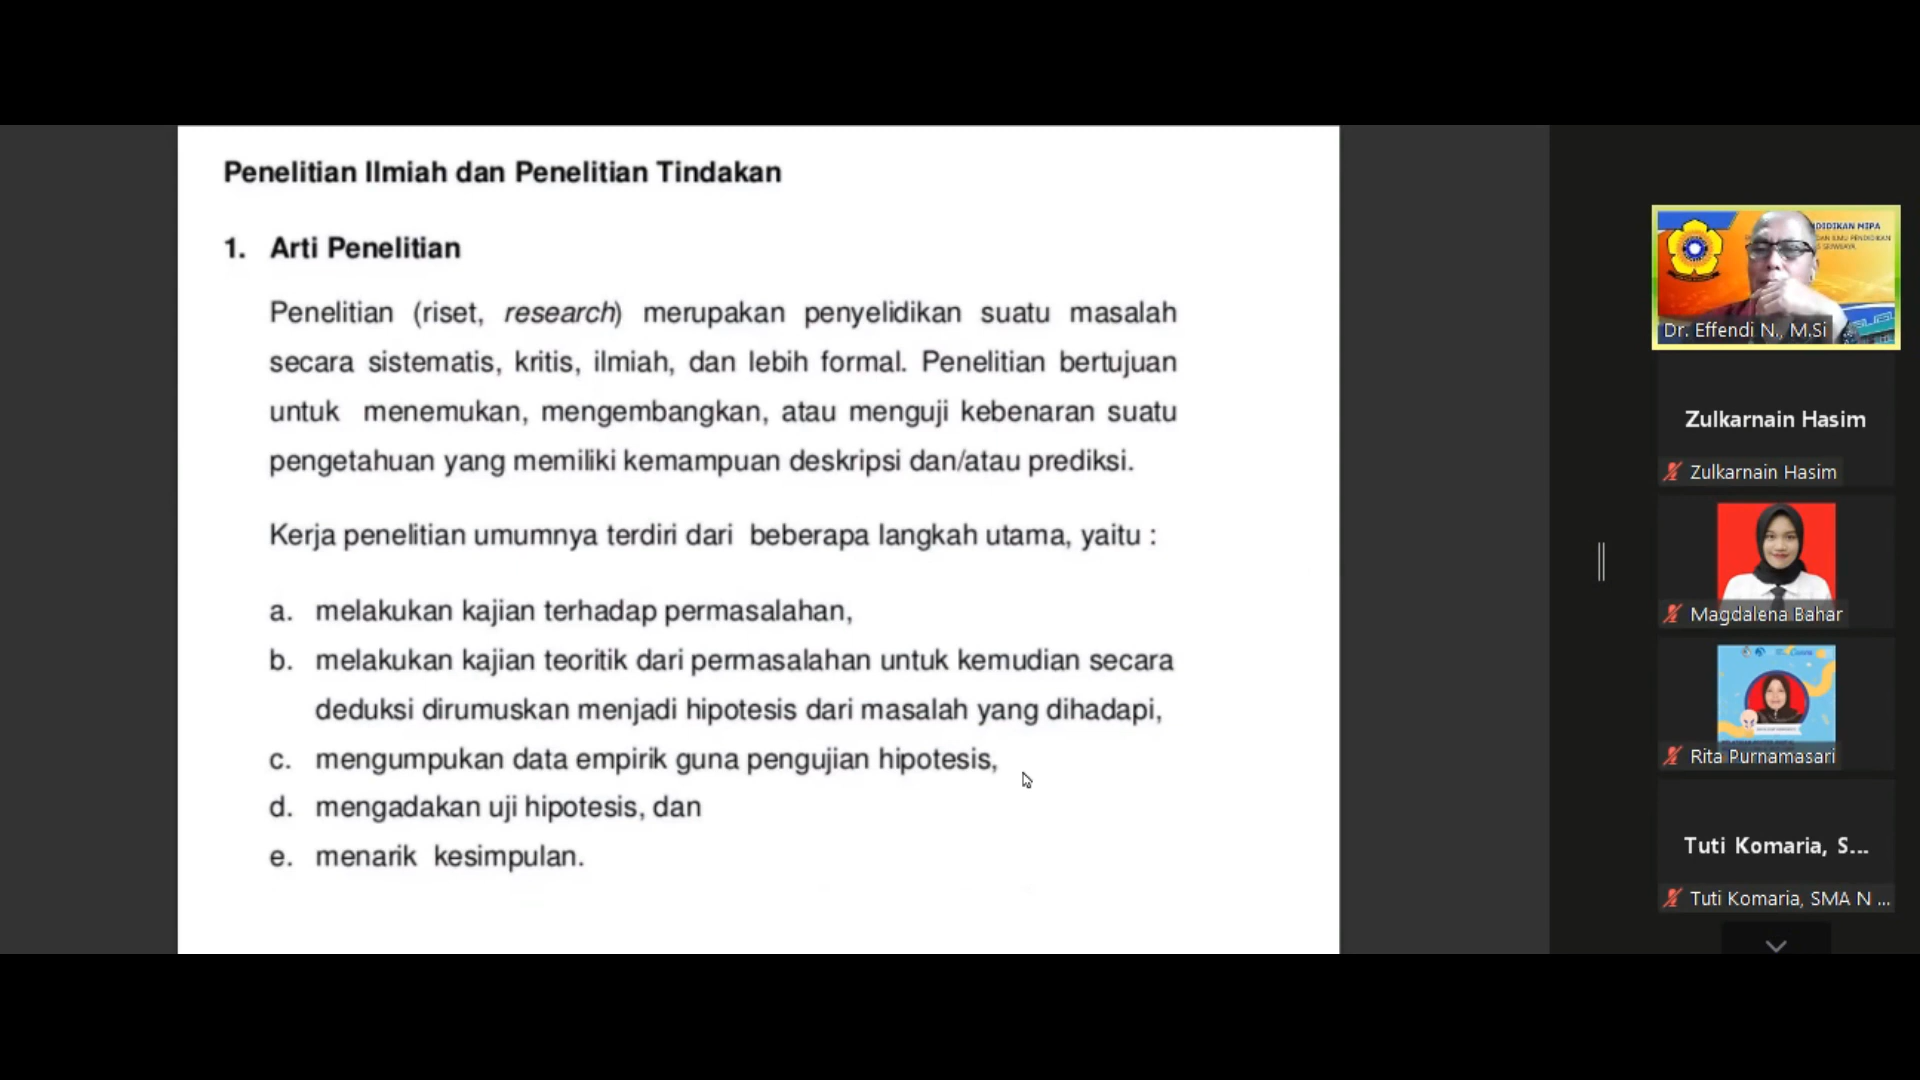 Penelitian Ilmiah dan Penelitian Tindakan
1. Arti Penelitian
Penelitian (riset, research) merupakan penyelidikan suatu masalah
secara sistematis, kritis, ilmiah, dan lebih formal. Penelitian bertujuan
untuk menemukan, mengembangkan, atau menguji kebenaran suatu
pengetahuan yang memiliki kemampuan deskripsi dan/atau prediksi.
Kerja penelitian umumnya terdiri dari beberapa langkah utama, yaitu :
a. melakukan kajian terhadap permasalahan,
b. melakukan kajian teoritik dari permasalahan untuk kemudian secara
deduksi dirumuskan menjadi hipotesis dari masalah yang dihadapi,
c. mengumpukan data empirik guna pengujian hipotesis,
d. mengadakan uji hipotesis, dan
e. menarik kesimpulan.
DIDIKAN MIPA
DAN ILMU PENDIDIKAN
Dr. Effendi N., M.Si
Zulkarnain Hasim
Zulkarnain Hasim
Magdalena Bahar
Rita Purnamasari
Tuti Komaria, S...
Tuti Komaria, SMA N ...